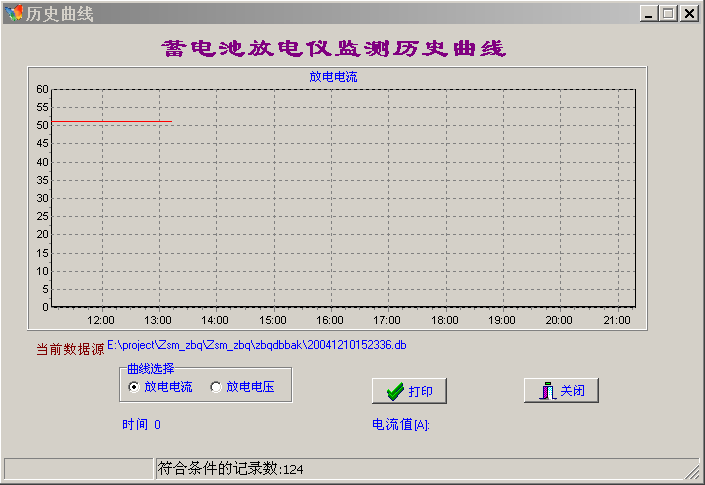 历史曲线
蓄电池放电仪监测历史曲线
放电电流
60
55
50
45
40
35
30
25
20
15
10
5
0
12:00 13:00 14:00 15:00 16:00 17:00 18:00 19:00 20:00 21:00
当前数据源 E:\project\Zsm_zbq\Zsm_zbq\zbqdbbak\20041210152336.db
曲线选择
放电电流 放电电压
打印
关闭
时间 0
电流值[A]:
符合条件的记录数:124